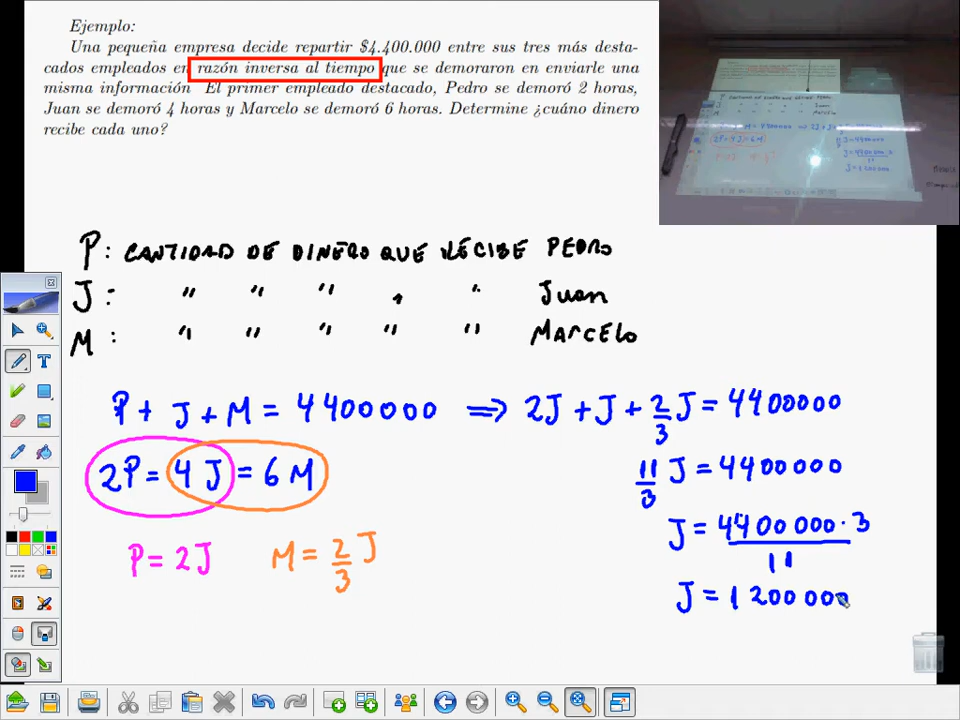 Ejemplo:
Una pequeña empresa decide repartir $4.400.000 entre sus tres más desta-
cados empleados en razón inversa al tiempo que se demoraron en enviarle una
misma información El primer empleado destacado, Pedro se demoró 2 horas,
Juan se demoró 4 horas y Marcelo se demoró 6 horas. Determine ¿cuáno dinero
recibe cada uno?
P: CANTIDAD DE DINERO QUE RECIBE PEDRO
J: " " " " " Juan
M: " " " " " MARCELO
P + J + M = 4400000 ⇒ 2J + J + 2/3 J = 4400000
2P = 4J = 6M
11/3 J = 4400000
J = 4400000·3 / 11
P = 2J M = 2/3 J
J = 1200000